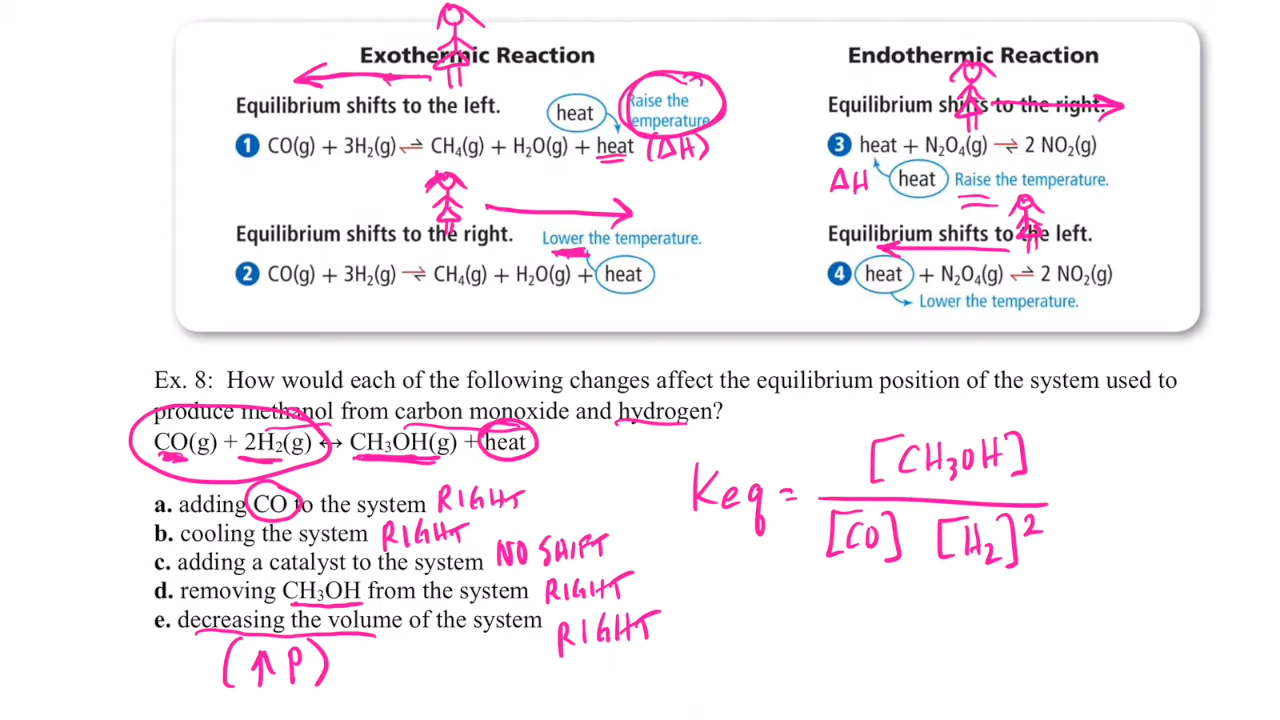 Exothermic Reaction
Equilibrium shifts to the left.
heat
Raise the temperature.
1 CO(g) + 3H₂(g) ⇌ CH₄(g) + H₂O(g) + heat (ΔH)
Equilibrium shifts to the right.
Lower the temperature.
2 CO(g) + 3H₂(g) ⇌ CH₄(g) + H₂O(g) + heat
Endothermic Reaction
Equilibrium shifts to the right.
3 heat + N₂O₄(g) ⇌ 2 NO₂(g)
ΔH heat Raise the temperature.
Equilibrium shifts to the left.
4 heat + N₂O₄(g) ⇌ 2 NO₂(g)
Lower the temperature.
Ex. 8: How would each of the following changes affect the equilibrium position of the system used to
produce methanol from carbon monoxide and hydrogen?
CO(g) + 2H₂(g) ↔ CH₃OH(g) + heat
a. adding CO to the system RIGHT
b. cooling the system RIGHT
c. adding a catalyst to the system NO SHIFT
d. removing CH₃OH from the system RIGHT
e. decreasing the volume of the system RIGHT
(↑ P)
Keq = [CH₃OH]
[CO] [H₂]²